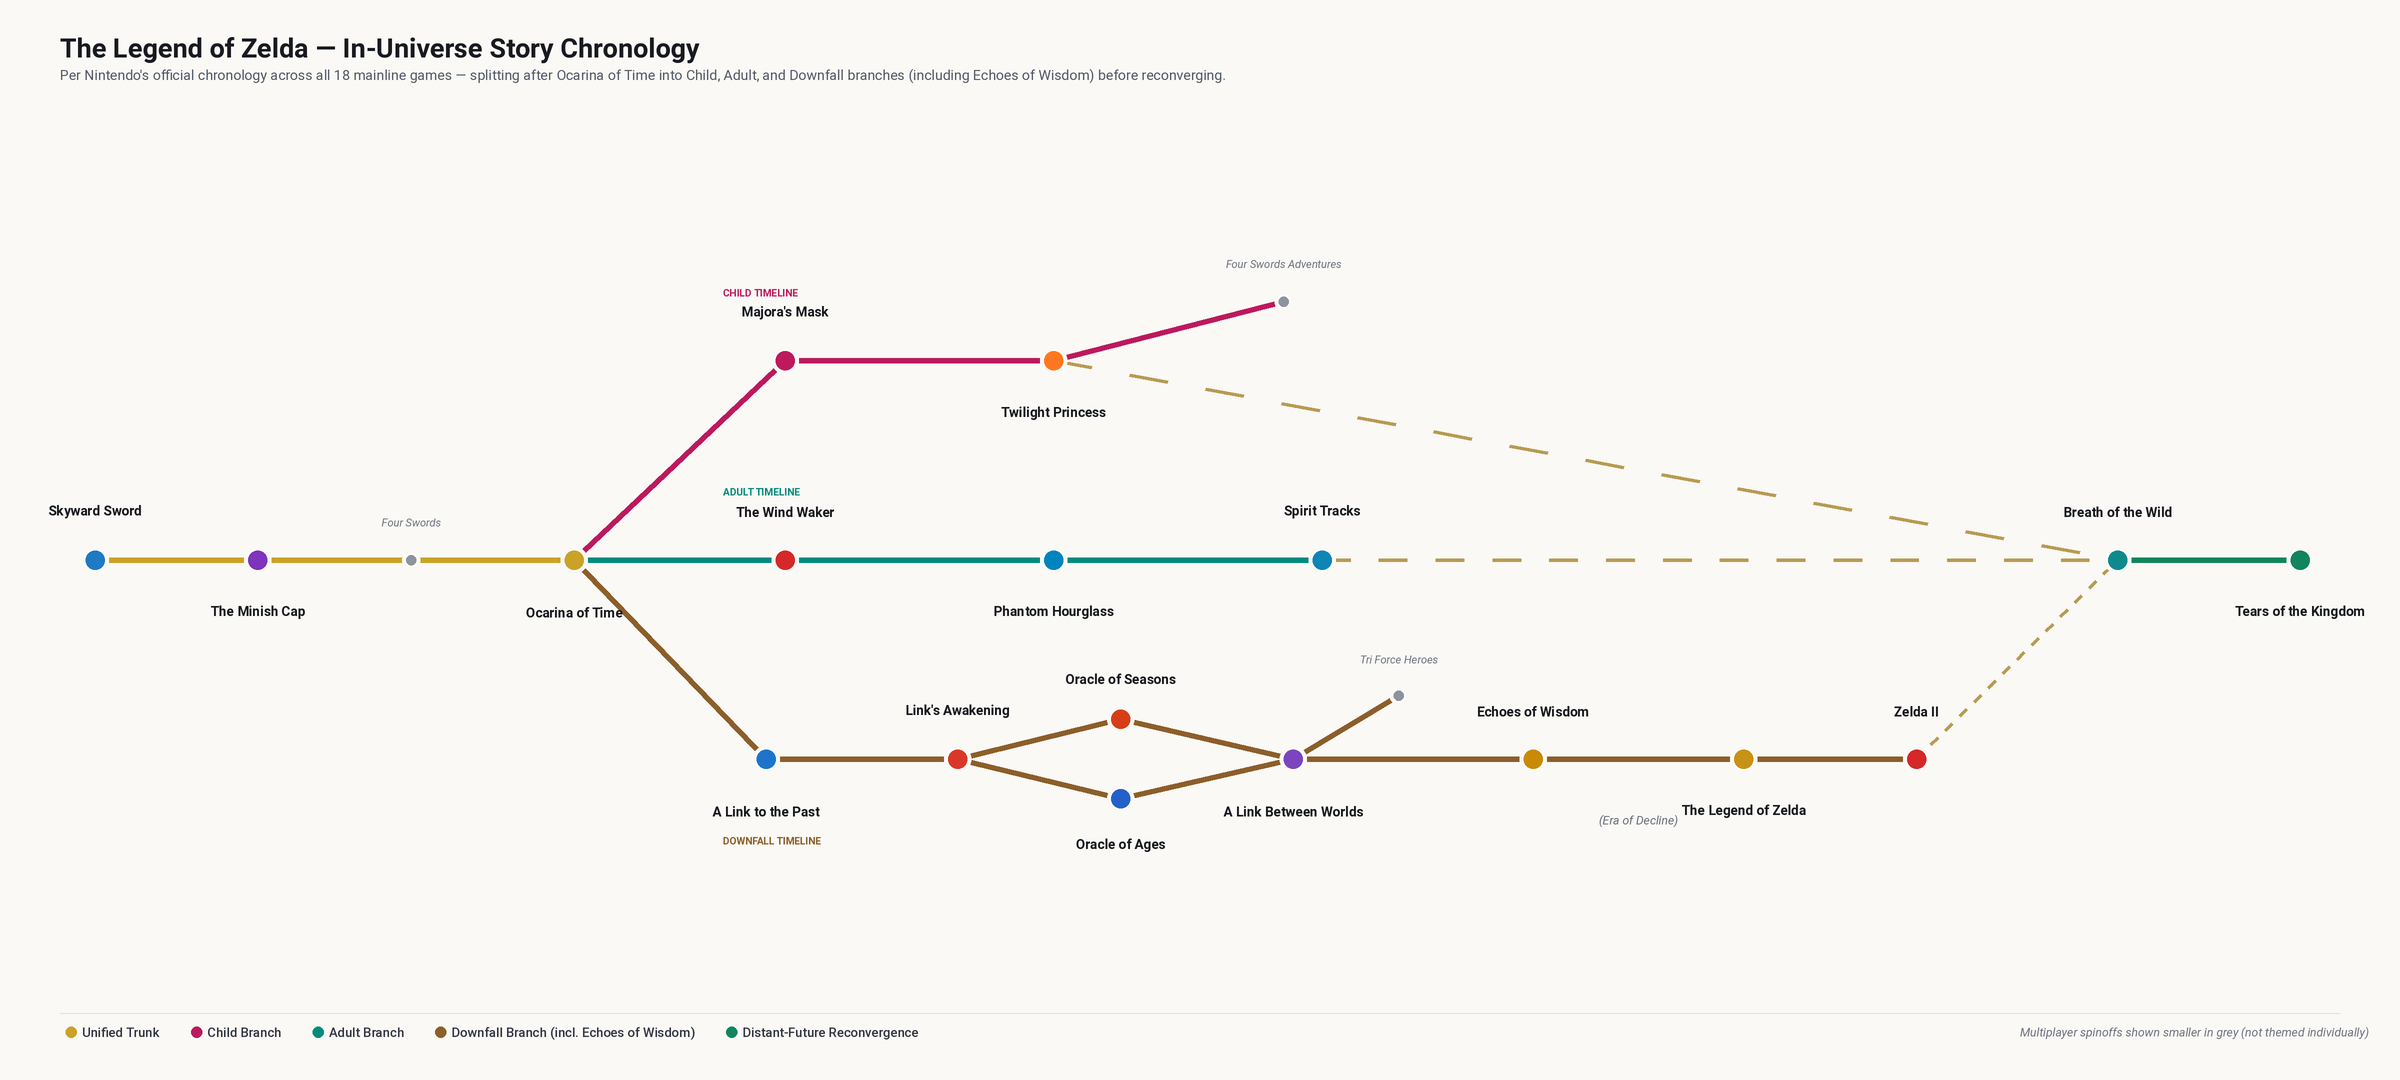 The Legend of Zelda — In-Universe Story Chronology
Per Nintendo's official chronology across all 18 mainline games — splitting after Ocarina of Time into Child, Adult, and Downfall branches (including Echoes of Wisdom) before reconverging.
Four Swords Adventures
CHILD TIMELINE
Majora's Mask
Twilight Princess
ADULT TIMELINE
Skyward Sword
Four Swords
The Wind Waker
Spirit Tracks
Breath of the Wild
The Minish Cap
Ocarina of Time
Phantom Hourglass
Tears of the Kingdom
Tri Force Heroes
Oracle of Seasons
Link's Awakening
Echoes of Wisdom
Zelda II
A Link to the Past
A Link Between Worlds
The Legend of Zelda
(Era of Decline)
DOWNFALL TIMELINE
Oracle of Ages
Unified Trunk
Child Branch
Adult Branch
Downfall Branch (incl. Echoes of Wisdom)
Distant-Future Reconvergence
Multiplayer spinoffs shown smaller in grey (not themed individually)